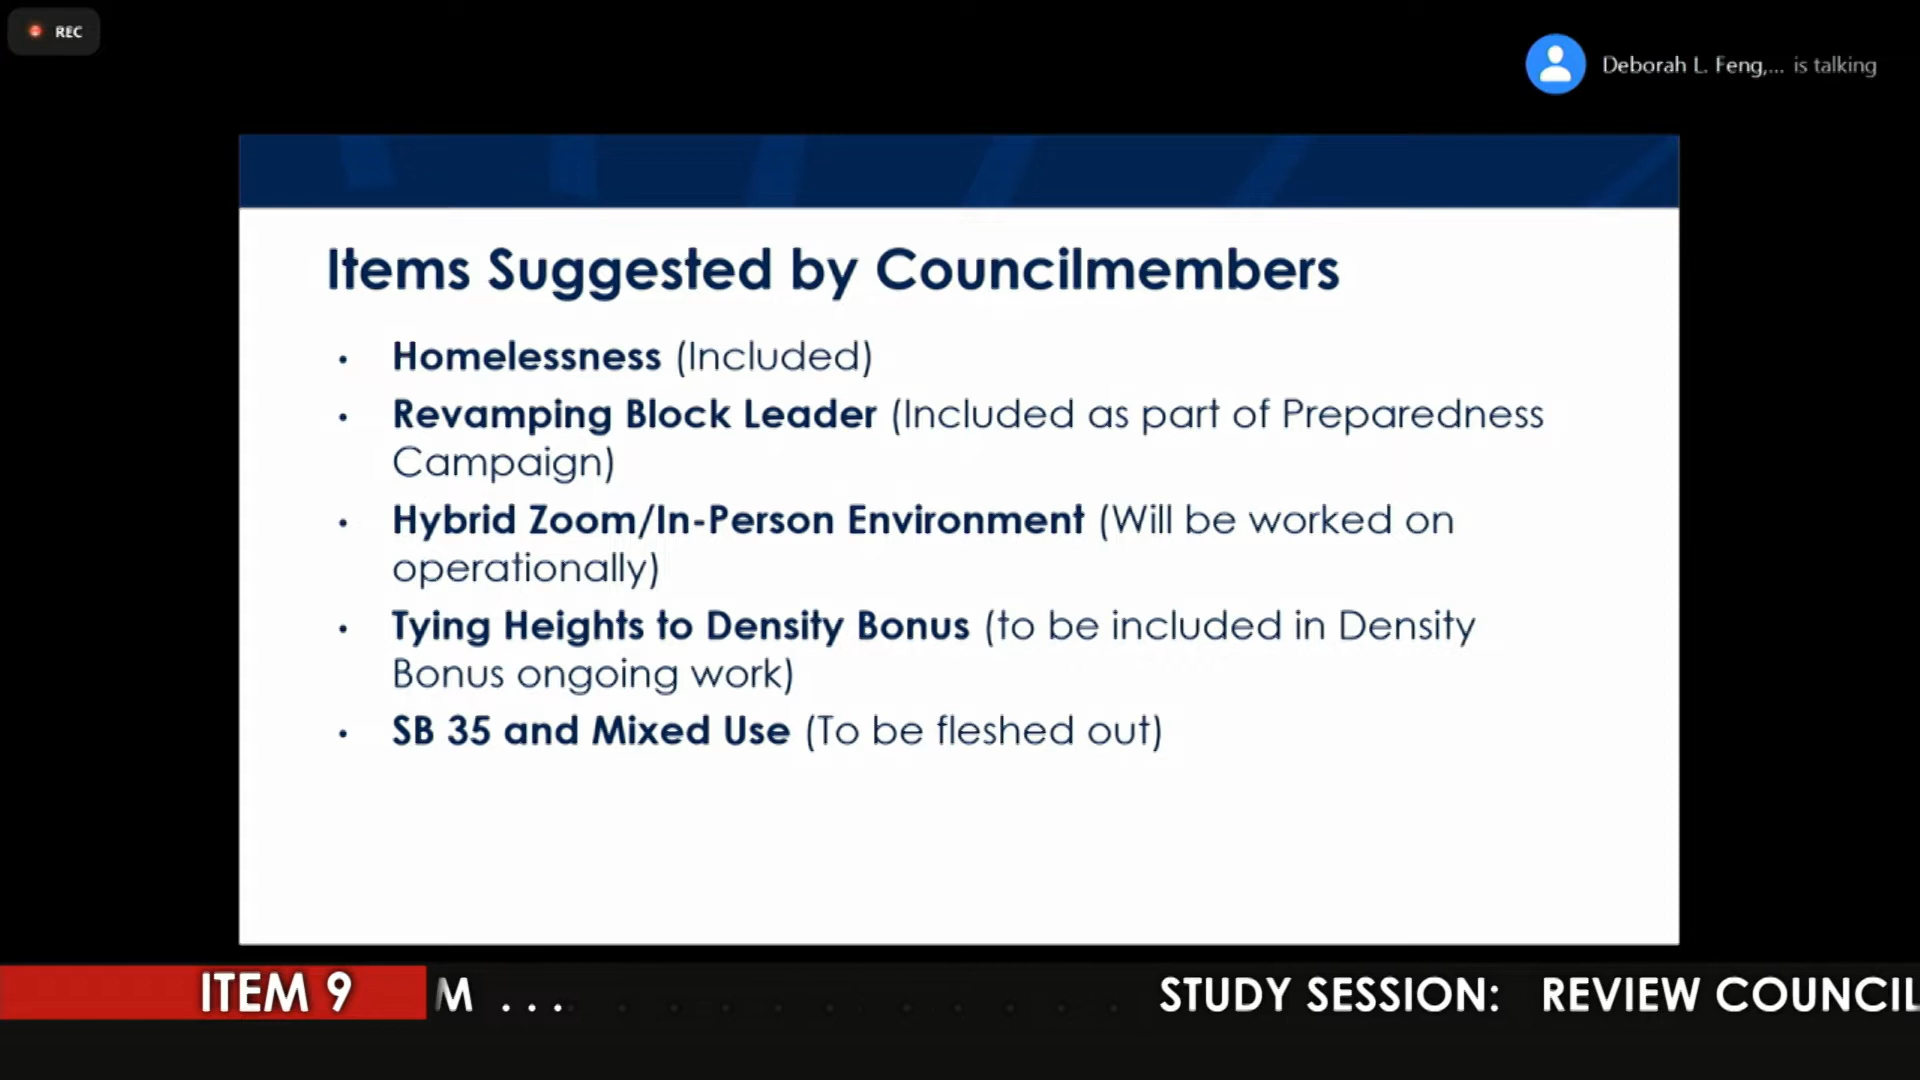 REC
Deborah L. Feng,... is talking
Items Suggested by Councilmembers
• Homelessness (Included)
• Revamping Block Leader (Included as part of Preparedness
Campaign)
• Hybrid Zoom/In-Person Environment (Will be worked on
operationally)
• Tying Heights to Density Bonus (to be included in Density
Bonus ongoing work)
• SB 35 and Mixed Use (To be fleshed out)
ITEM 9 M ... STUDY SESSION: REVIEW COUNCIL